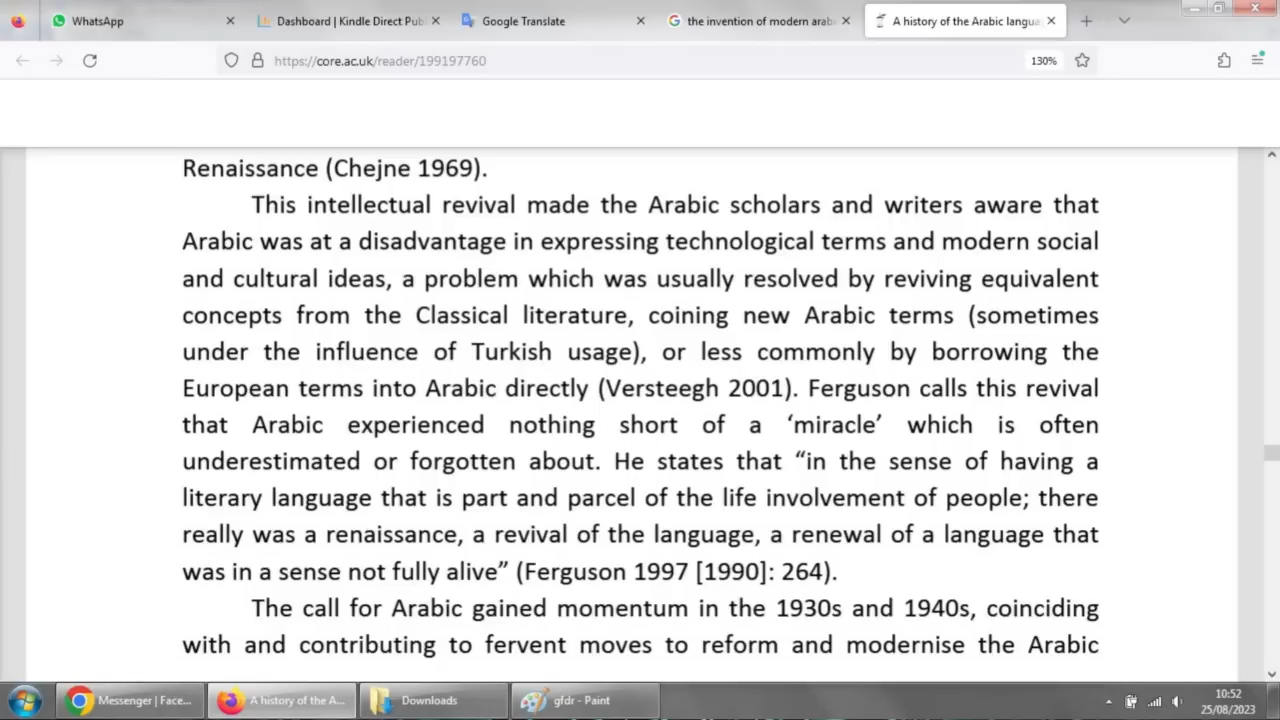 WhatsApp
Dashboard | Kindle Direct Pub
Google Translate
the invention of modern arab
A history of the Arabic langua
https://core.ac.uk/reader/199197760
130%
Renaissance (Chejne 1969).
This intellectual revival made the Arabic scholars and writers aware that
Arabic was at a disadvantage in expressing technological terms and modern social
and cultural ideas, a problem which was usually resolved by reviving equivalent
concepts from the Classical literature, coining new Arabic terms (sometimes
under the influence of Turkish usage), or less commonly by borrowing the
European terms into Arabic directly (Versteegh 2001). Ferguson calls this revival
that Arabic experienced nothing short of a ‘miracle’ which is often
underestimated or forgotten about. He states that “in the sense of having a
literary language that is part and parcel of the life involvement of people; there
really was a renaissance, a revival of the language, a renewal of a language that
was in a sense not fully alive” (Ferguson 1997 [1990]: 264).
The call for Arabic gained momentum in the 1930s and 1940s, coinciding
with and contributing to fervent moves to reform and modernise the Arabic
Messenger | Face...
A history of the A...
Downloads
gfdr - Paint
10:52
25/08/2023